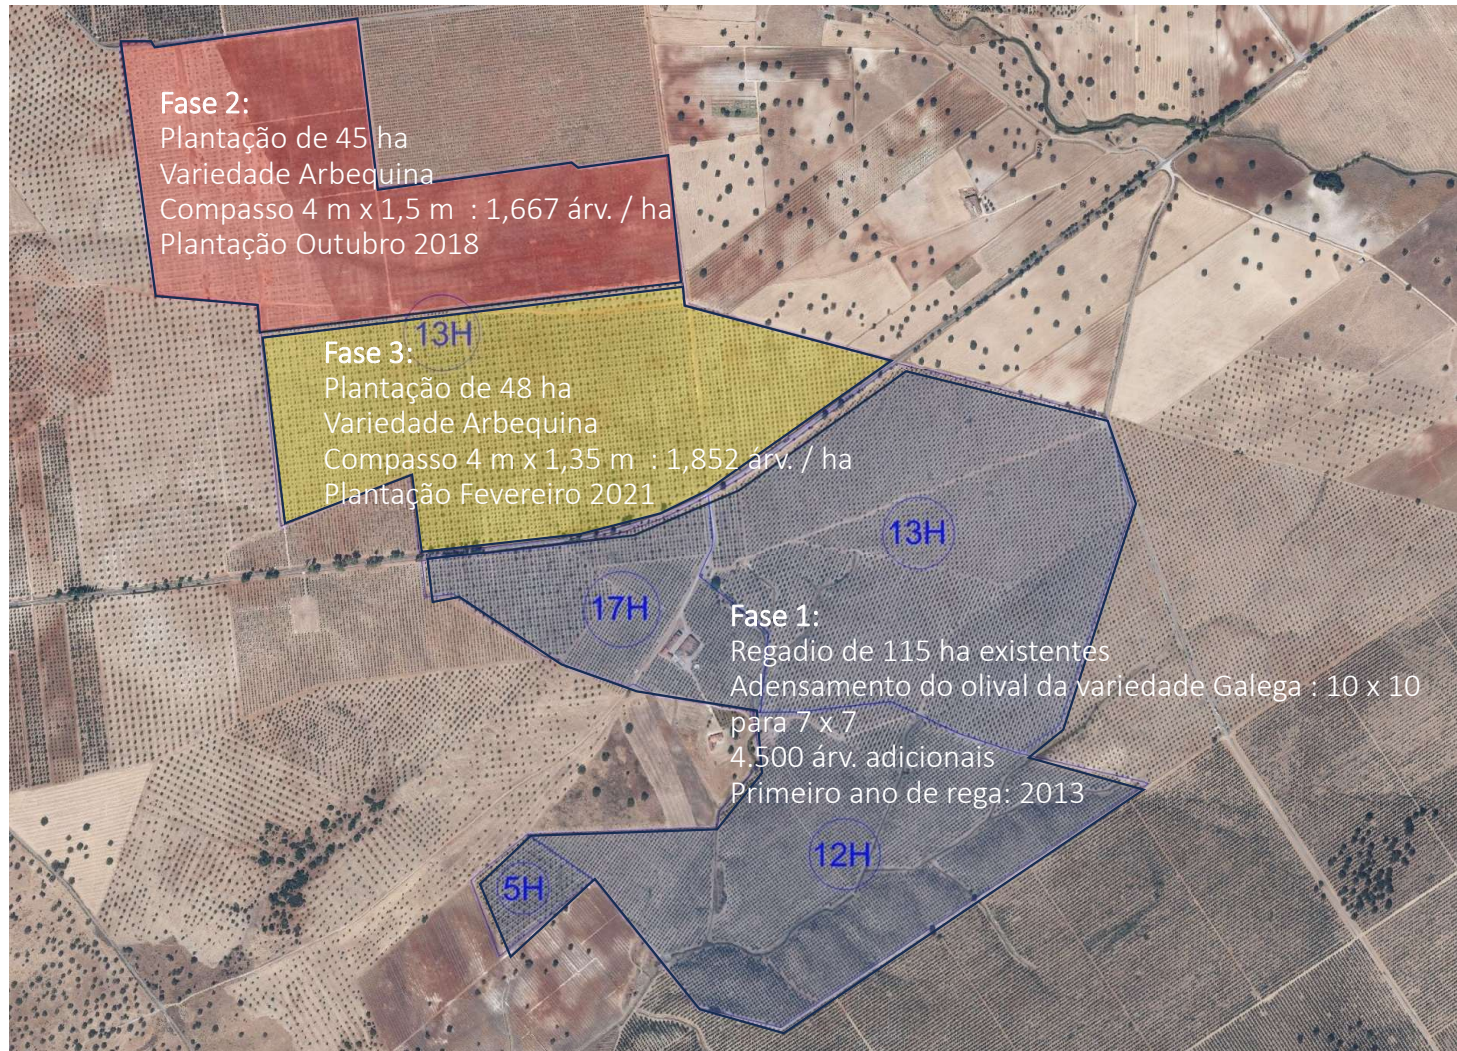 Fase 2:
Plantação de 45 ha
Variedade Arbequina
Compasso 4 m x 1,5 m : 1,667 árv. / ha
Plantação Outubro 2018
13H
Fase 3:
Plantação de 48 ha
Variedade Arbequina
Compasso 4 m x 1,35 m : 1,852 árv. / ha
Plantação Fevereiro 2021
13H
17H
Fase 1:
Regadio de 115 ha existentes
Adensamento do olival da variedade Galega : 10 x 10
para 7 x 7
4.500 árv. adicionais
Primeiro ano de rega: 2013
12H
5H